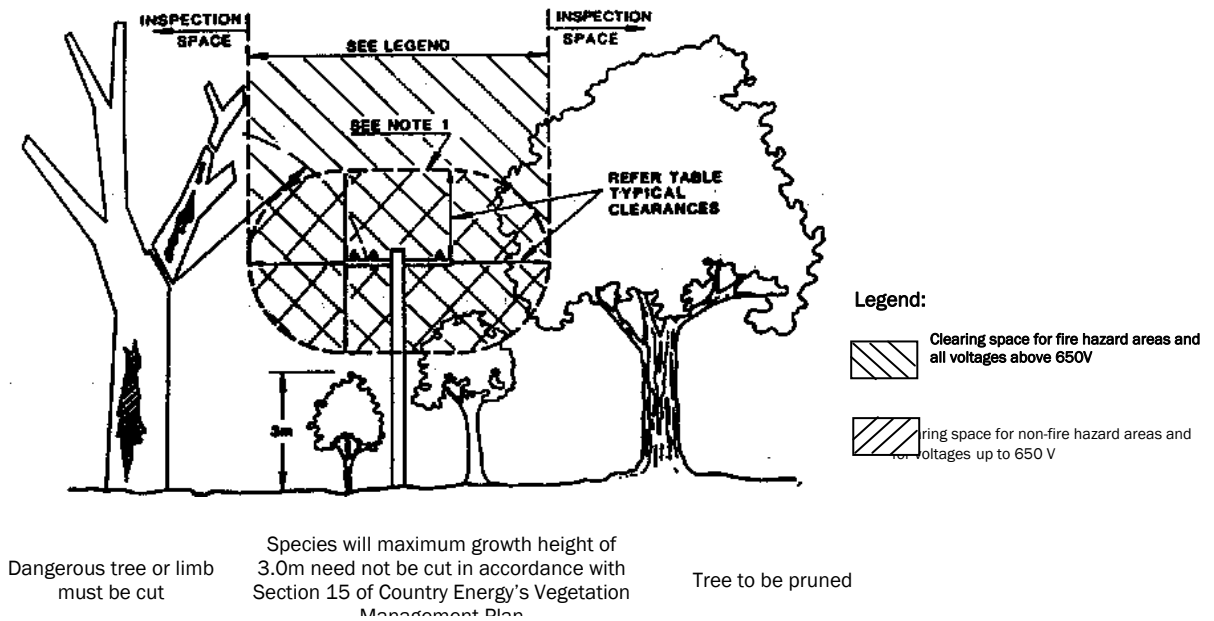 INSPECTION
SPACE
INSPECTION
SPACE
SEE LEGEND
SEE NOTE 1
REFER TABLE
TYPICAL
CLEARANCES
3m
Legend:
Clearing space for fire hazard areas and
all voltages above 650V
ring space for non-fire hazard areas and
voltages up to 650 V
Dangerous tree or limb
must be cut
Species will maximum growth height of
3.0m need not be cut in accordance with
Section 15 of Country Energy's Vegetation
Management Plan
Tree to be pruned